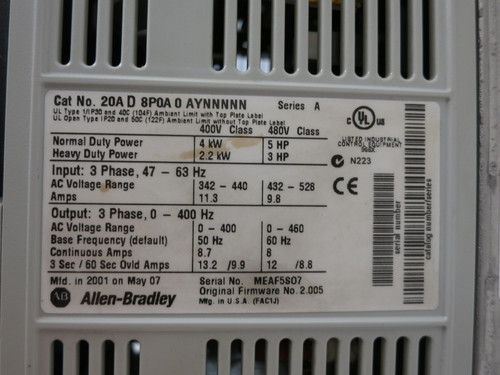 Cat No. 20A D 8P0A 0 AYNNNNN Series A
UL Type 1/IP30 and 40C (104F) Ambient Limit with Top Plate Label
UL Open Type IP20 and 50C (122F) Ambient Limit without Top Plate Label
400V Class 480V Class
Normal Duty Power 4 kW 5 HP
Heavy Duty Power 2.2 kW 3 HP
Input: 3 Phase, 47 - 63 Hz
AC Voltage Range 342 - 440 432 - 528
Amps 11.3 9.8
Output: 3 Phase, 0 - 400 Hz
AC Voltage Range 0 - 400 0 - 460
Base Frequency (default) 50 Hz 60 Hz
Continuous Amps 8.7 8
3 Sec / 60 Sec Ovld Amps 13.2 /9.9 12 /8.8
Mfd. in 2001 on May 07 Serial No. MEAF5S07
Original Firmware No. 2.005
AB Allen-Bradley Mfg. in U.S.A. (FAC1J)
C UL US
LISTED INDUSTRIAL
CONTROL EQUIPMENT
N223
CE
serial number
catalog number/series